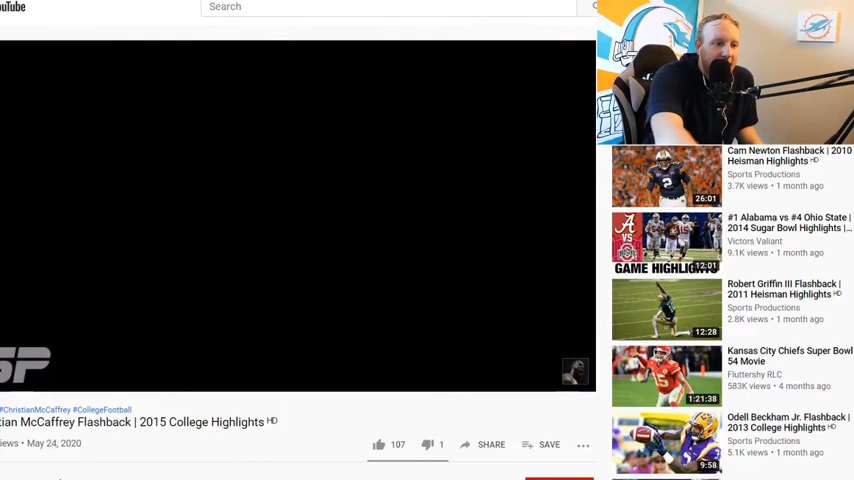 ouTube
Search
SP
#ChristianMcCaffrey #CollegeFootball
tian McCaffrey Flashback | 2015 College Highlights HD
iews • May 24, 2020
107
1
SHARE
SAVE
Cam Newton Flashback | 2010
Heisman Highlights HD
Sports Productions
3.7K views • 1 month ago
26:01
#1 Alabama vs #4 Ohio State |
2014 Sugar Bowl Highlights |...
Victors Valiant
9.1K views • 1 month ago
A
VS
12:01
GAME HIGHLIGHTS
Robert Griffin III Flashback |
2011 Heisman Highlights HD
Sports Productions
2.8K views • 1 month ago
12:28
Kansas City Chiefs Super Bowl
54 Movie
Fluttershy RLC
583K views • 4 months ago
1:21:38
Odell Beckham Jr. Flashback |
2013 College Highlights HD
Sports Productions
5.1K views • 1 month ago
9:58